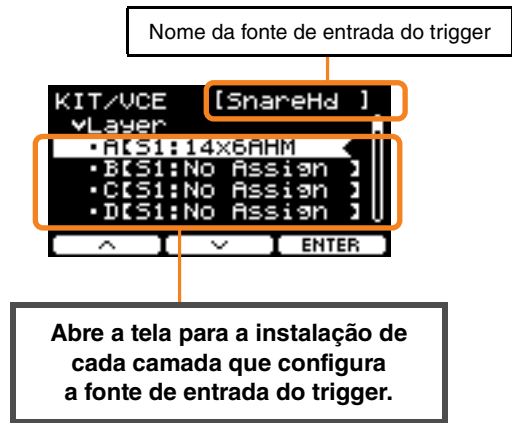 Nome da fonte de entrada do trigger
KIT/VCE [SnareHd ]
Layer
•A[S1:14x6AHM
•B[S1:No Assign ]
•C[S1:No Assign ]
•D[S1:No Assign ]
ENTER
Abre a tela para a instalação de
cada camada que configura
a fonte de entrada do trigger.